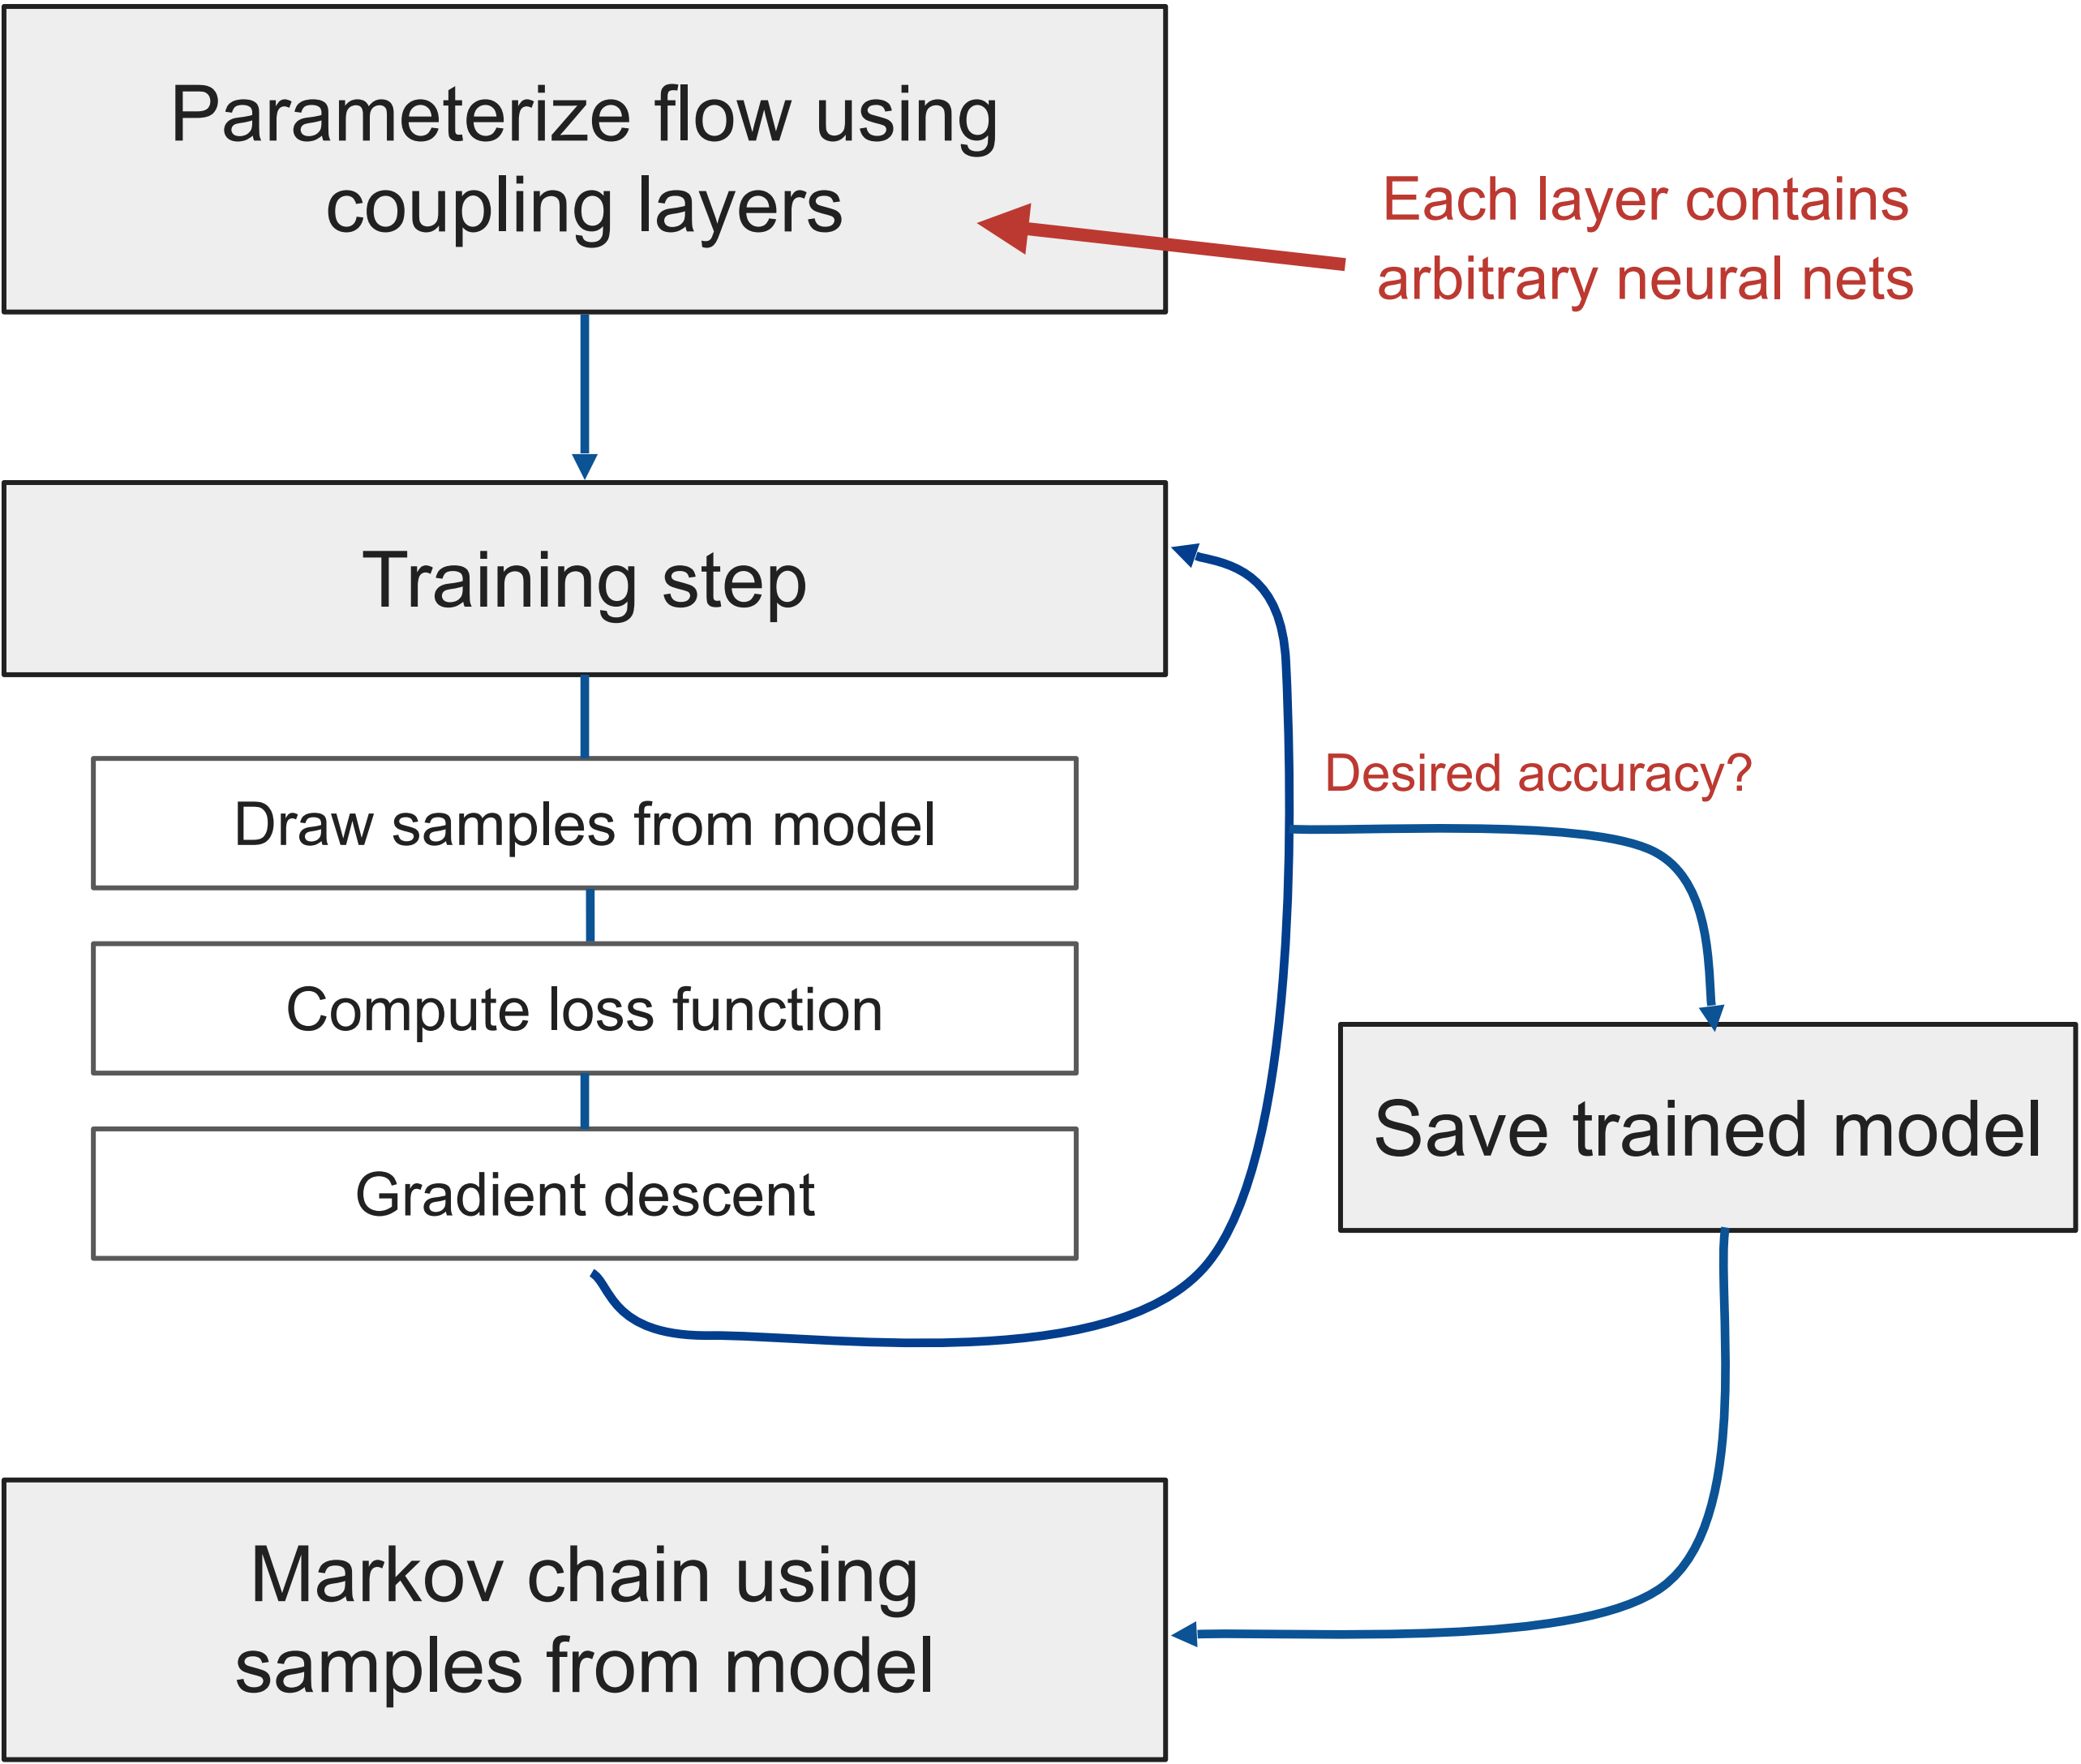 Parameterize flow using
coupling layers
Each layer contains
arbitrary neural nets
Training step
Draw samples from model
Compute loss function
Gradient descent
Desired accuracy?
Save trained model
Markov chain using
samples from model